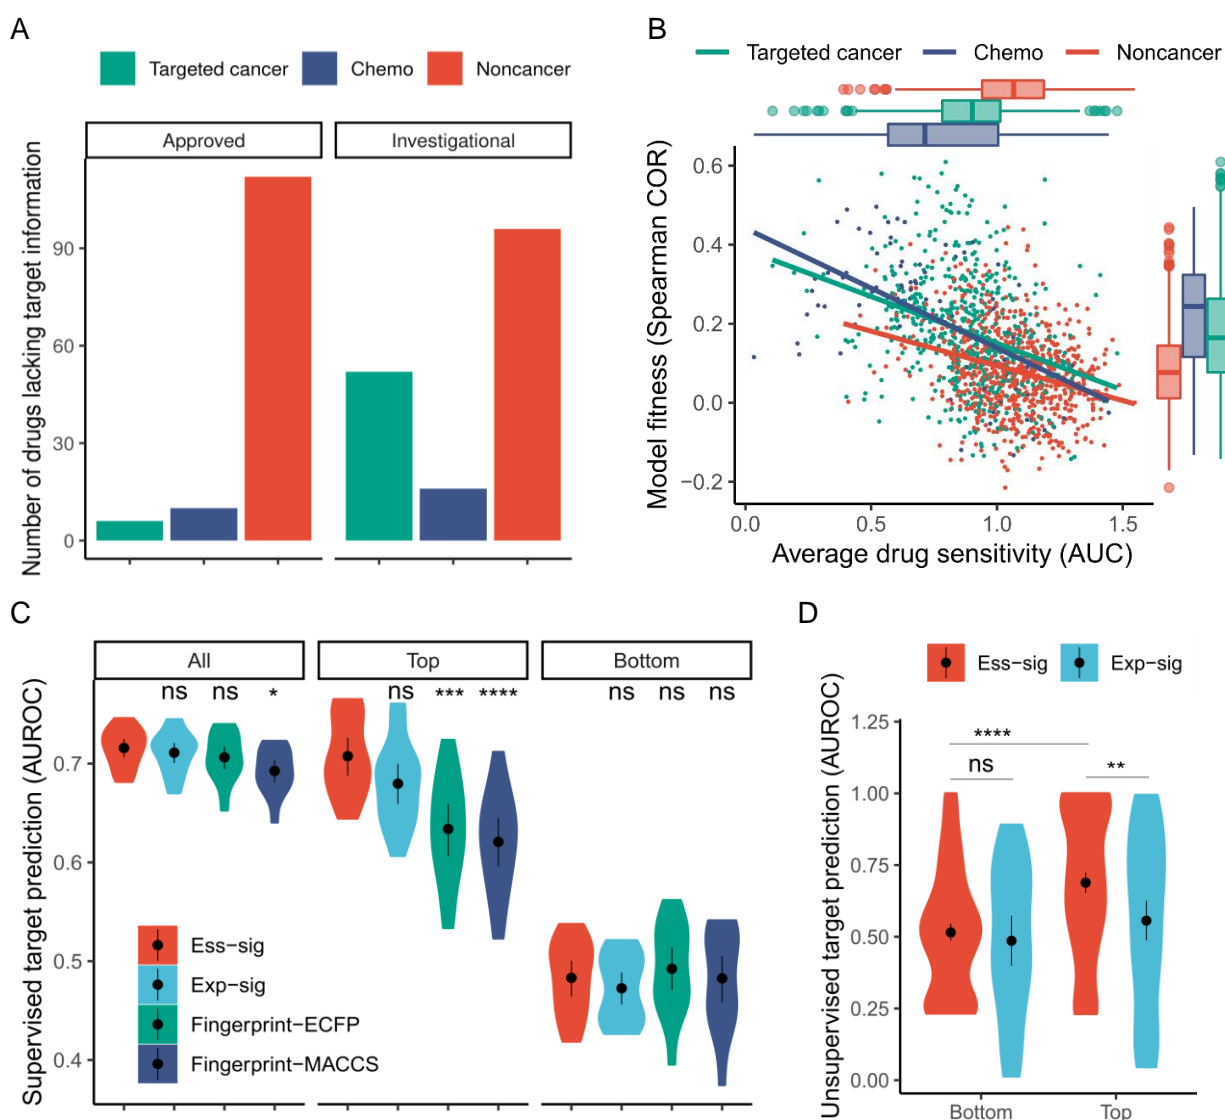 A
Targeted cancer Chemo Noncancer
Approved Investigational
Number of drugs lacking target information
90
60
30
0
B
Targeted cancer Chemo Noncancer
Model fitness (Spearman COR)
0.6
0.4
0.2
0.0
−0.2
0.0 0.5 1.0 1.5
Average drug sensitivity (AUC)
C
All Top Bottom
ns ns * ns *** **** ns ns ns
Supervised target prediction (AUROC)
0.7
0.6
0.5
0.4
Ess−sig
Exp−sig
Fingerprint−ECFP
Fingerprint−MACCS
D
Ess−sig Exp−sig
Unsupervised target prediction (AUROC)
1.25
1.00
0.75
0.50
0.25
0.00
****
ns **
Bottom Top